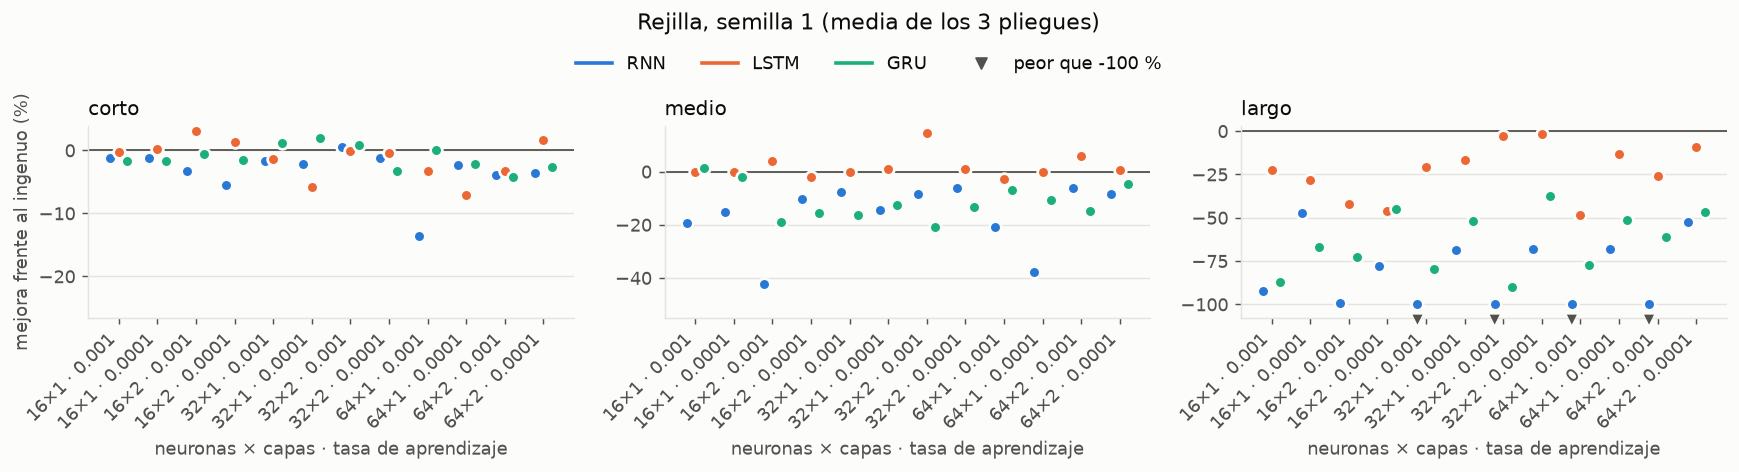 Rejilla, semilla 1 (media de los 3 pliegues)
RNN LSTM GRU peor que -100 %
mejora frente al ingenuo (%)
corto
0
−10
−20
16×1 · 0.001
16×1 · 0.0001
16×2 · 0.001
16×2 · 0.0001
32×1 · 0.001
32×1 · 0.0001
32×2 · 0.001
32×2 · 0.0001
64×1 · 0.001
64×1 · 0.0001
64×2 · 0.001
64×2 · 0.0001
neuronas × capas · tasa de aprendizaje
medio
0
−20
−40
16×1 · 0.001
16×1 · 0.0001
16×2 · 0.001
16×2 · 0.0001
32×1 · 0.001
32×1 · 0.0001
32×2 · 0.001
32×2 · 0.0001
64×1 · 0.001
64×1 · 0.0001
64×2 · 0.001
64×2 · 0.0001
neuronas × capas · tasa de aprendizaje
largo
0
−25
−50
−75
−100
16×1 · 0.001
16×1 · 0.0001
16×2 · 0.001
16×2 · 0.0001
32×1 · 0.001
32×1 · 0.0001
32×2 · 0.001
32×2 · 0.0001
64×1 · 0.001
64×1 · 0.0001
64×2 · 0.001
64×2 · 0.0001
neuronas × capas · tasa de aprendizaje